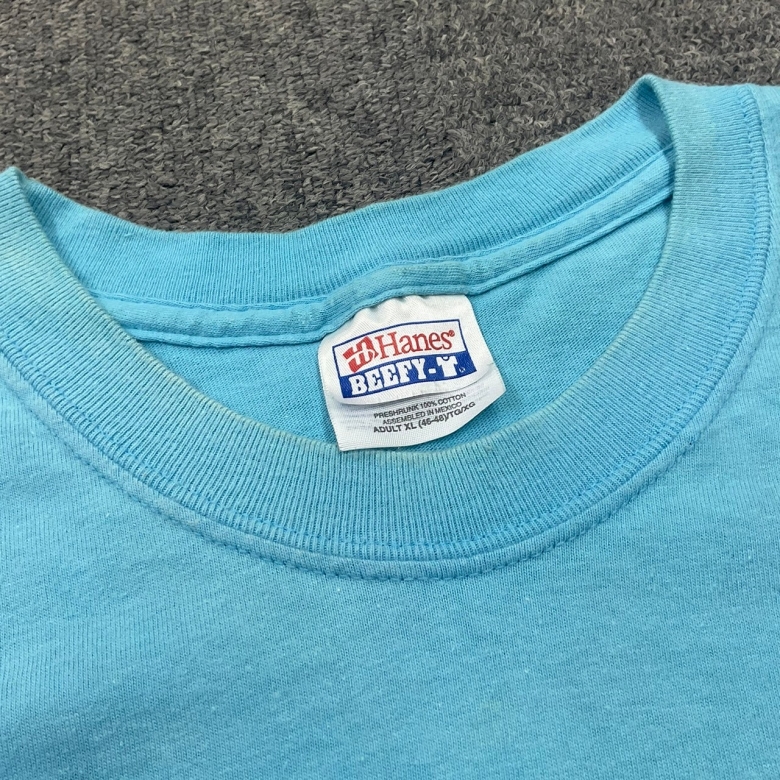 Hanes®
BEEFY-T
PRESHRUNK 100% COTTON
ASSEMBLED IN MEXICO
ADULT XL (46-48)/TG/XG